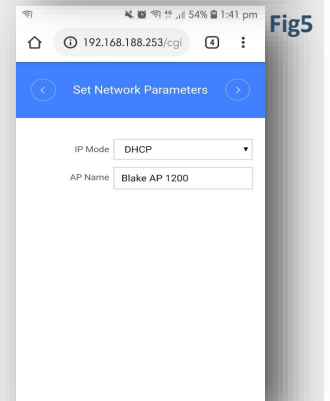 4G 54% 1:41 pm
Fig5
192.168.188.253/cgi 4
Set Network Parameters
IP Mode DHCP
AP Name Blake AP 1200